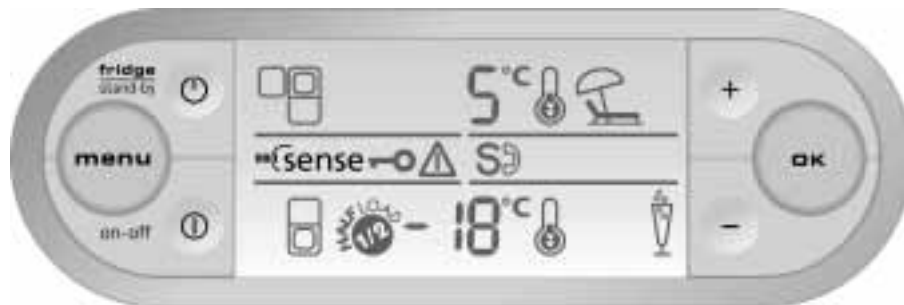 fridge
stand-by
menu
on-off
5°C
sense
S
HALF LOAD
1/2
-18°C
+
OK
-